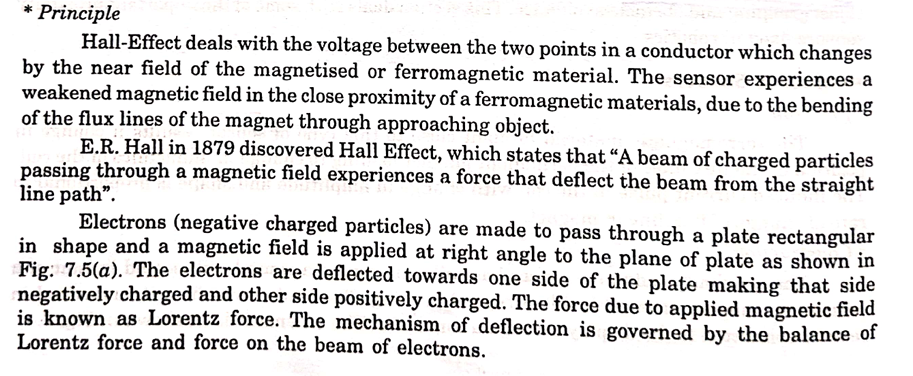 * Principle
Hall-Effect deals with the voltage between the two points in a conductor which changes
by the near field of the magnetised or ferromagnetic material. The sensor experiences a
weakened magnetic field in the close proximity of a ferromagnetic materials, due to the bending
of the flux lines of the magnet through approaching object.
E.R. Hall in 1879 discovered Hall Effect, which states that “A beam of charged particles
passing through a magnetic field experiences a force that deflect the beam from the straight
line path”.
Electrons (negative charged particles) are made to pass through a plate rectangular
in shape and a magnetic field is applied at right angle to the plane of plate as shown in
Fig. 7.5(a). The electrons are deflected towards one side of the plate making that side
negatively charged and other side positively charged. The force due to applied magnetic field
is known as Lorentz force. The mechanism of deflection is governed by the balance of
Lorentz force and force on the beam of electrons.